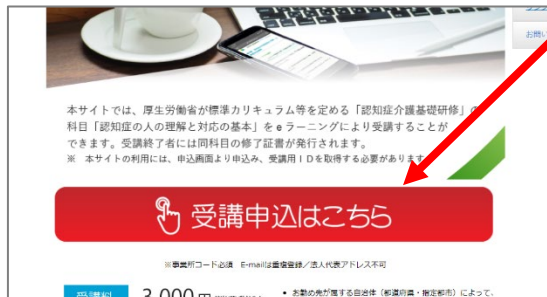 お問い
本サイトでは、厚生労働省が標準カリキュラム等を定める「認知症介護基礎研修」の
科目「認知症の人の理解と対応の基本」をeラーニングにより受講することが
できます。受講終了者には同科目の修了証書が発行されます。
※ 本サイトの利用には、申込画面より申込み、受講用IDを取得する必要があります
受講申込はこちら
※事業所コード必須 E-mailは重複登録/法人代表アドレス不可
受講料
3,000円
• お勤め先が属する自治体(都道府県・指定都市)によって、